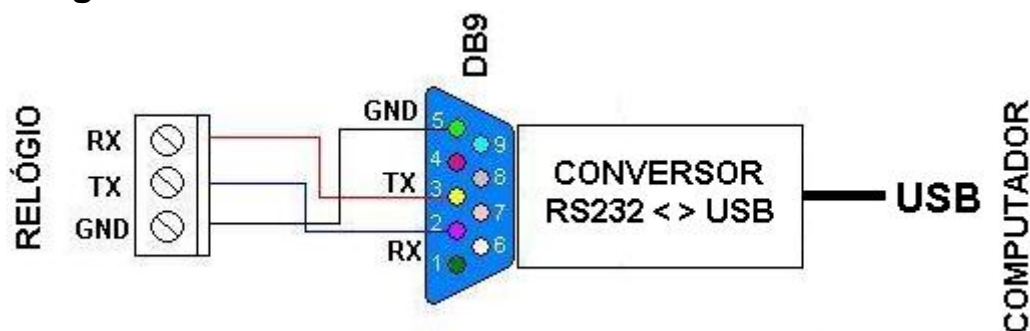 DB9
RELÓGIO
RX
TX
GND
GND
TX
RX
5
4
3
2
1
9
8
7
6
CONVERSOR
RS232 < > USB
USB
COMPUTADOR